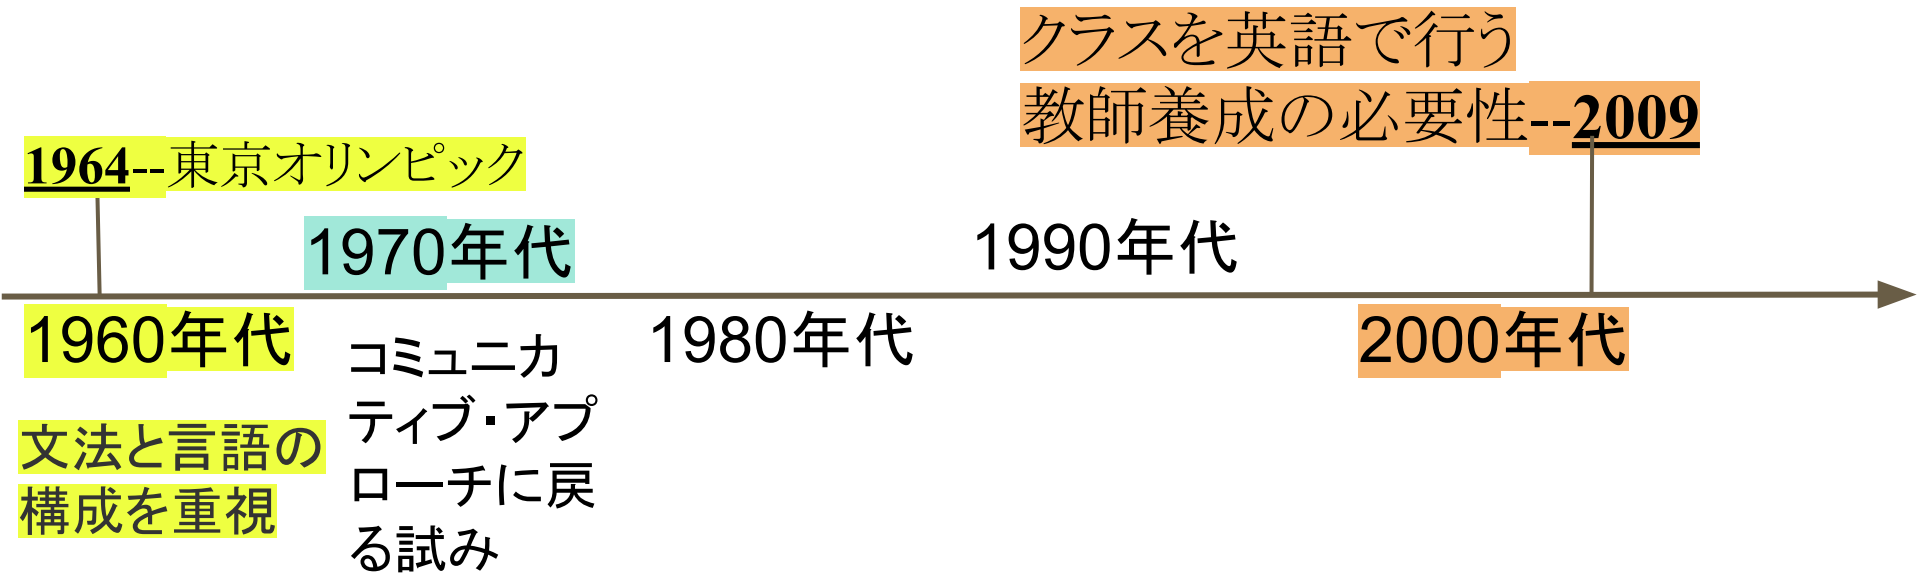 クラスを英語で行う
教師養成の必要性--2009
1964--東京オリンピック
1970年代
1990年代
1960年代
1980年代
2000年代
文法と言語の
構成を重視
コミュニカ
ティブ・アプ
ローチに戻
る試み